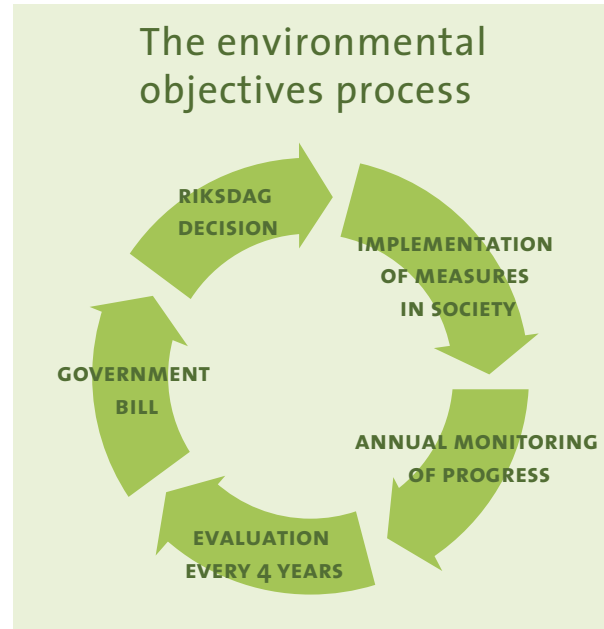 The environmental
objectives process
RIKSDAG
DECISION
IMPLEMENTATION
OF MEASURES
IN SOCIETY
GOVERNMENT
BILL
ANNUAL MONITORING
OF PROGRESS
EVALUATION
EVERY 4 YEARS